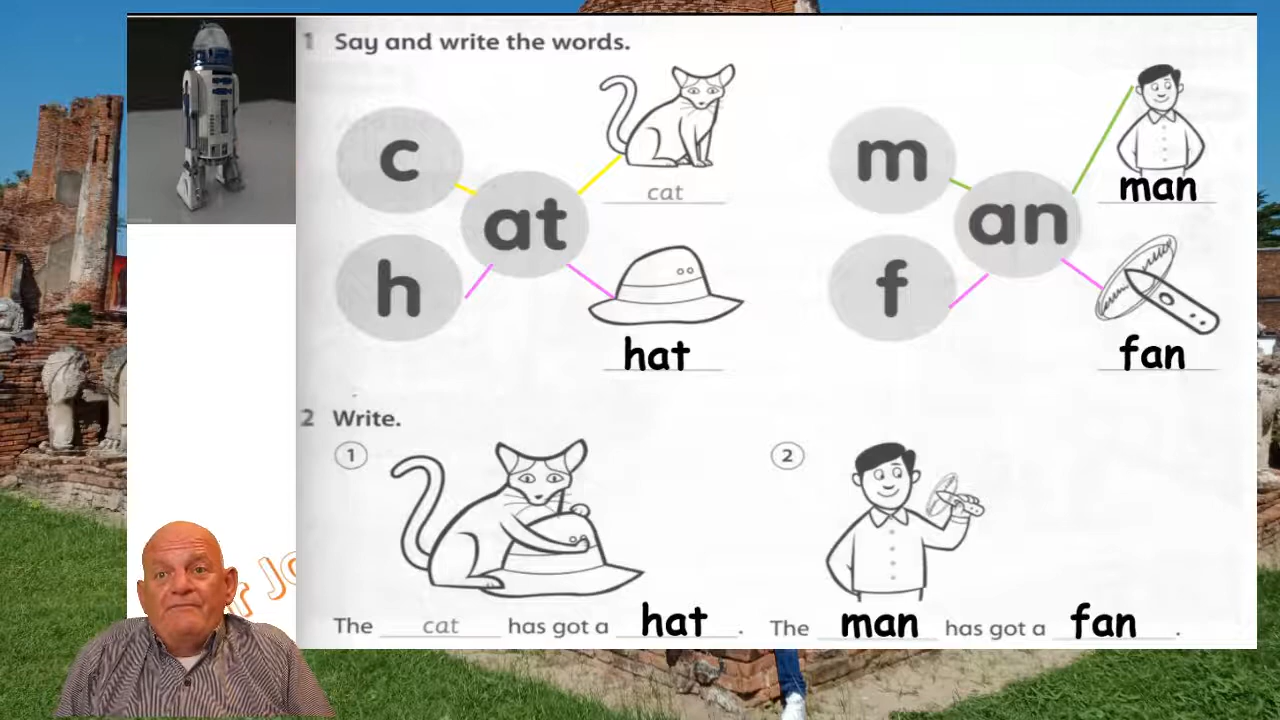 1 Say and write the words.
c
at
h
cat
hat
m
an
f
man
fan
2 Write.
1
The cat has got a hat.
2
The man has got a fan.